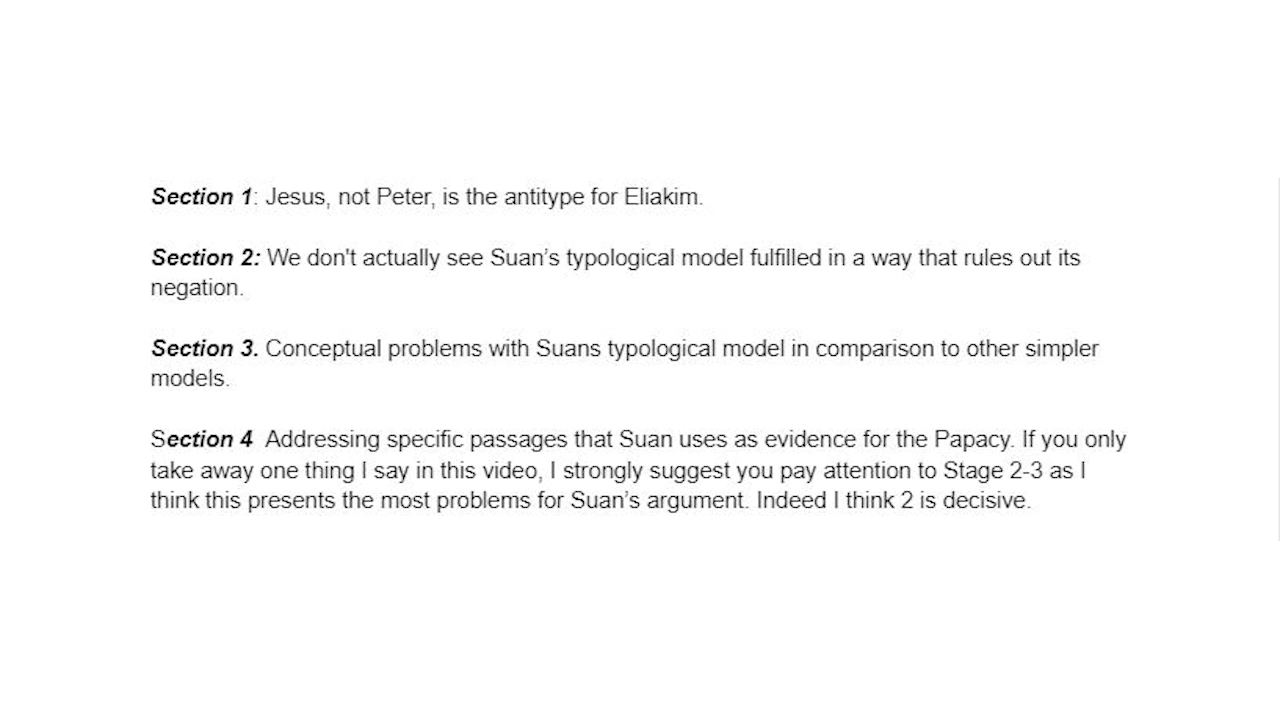 Section 1: Jesus, not Peter, is the antitype for Eliakim.
Section 2: We don't actually see Suan’s typological model fulfilled in a way that rules out its
negation.
Section 3. Conceptual problems with Suans typological model in comparison to other simpler
models.
Section 4  Addressing specific passages that Suan uses as evidence for the Papacy. If you only
take away one thing I say in this video, I strongly suggest you pay attention to Stage 2-3 as I
think this presents the most problems for Suan’s argument. Indeed I think 2 is decisive.